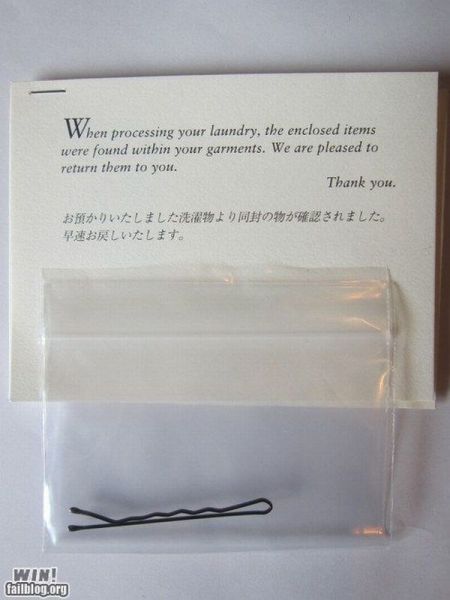 When processing your laundry, the enclosed items
were found within your garments. We are pleased to
return them to you.
Thank you.
お預かりいたしました洗濯物より同封の物が確認されました。
早速お戻しいたします。
WIN!
failblog.org